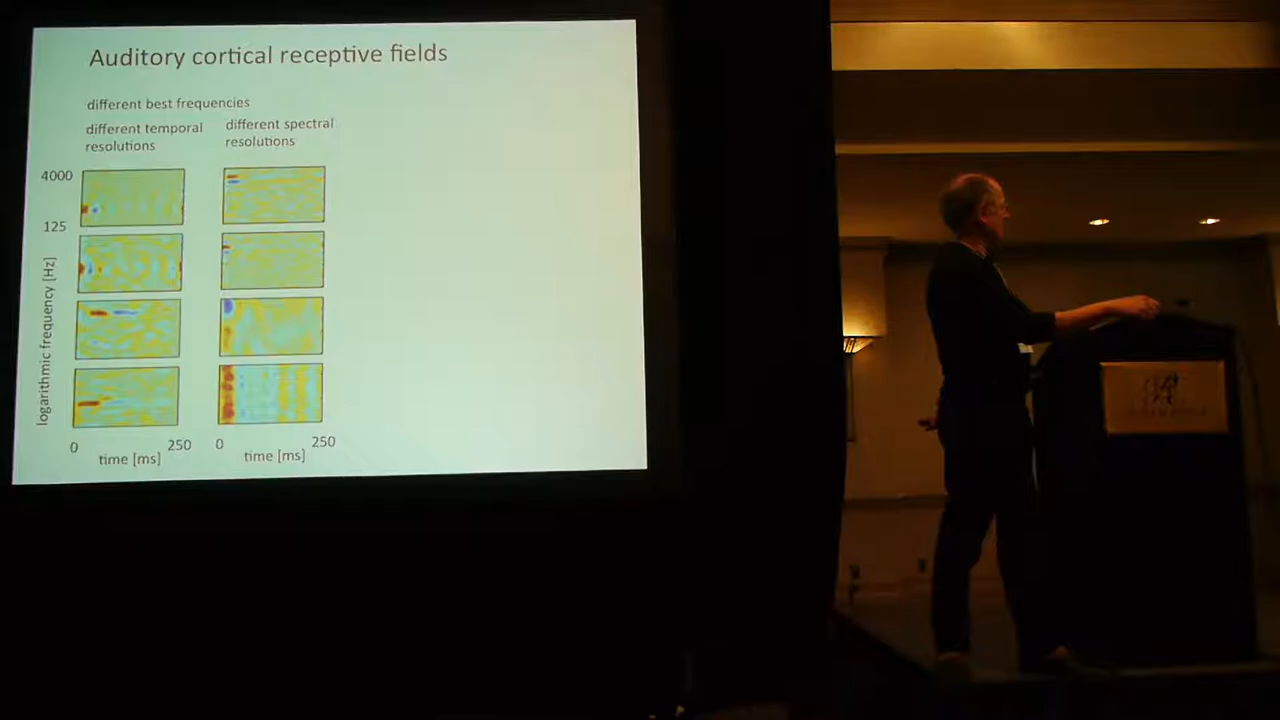 Auditory cortical receptive fields
different best frequencies
different temporal
resolutions
different spectral
resolutions
4000
125
logarithmic frequency [Hz]
0
250
0
250
time [ms]
time [ms]